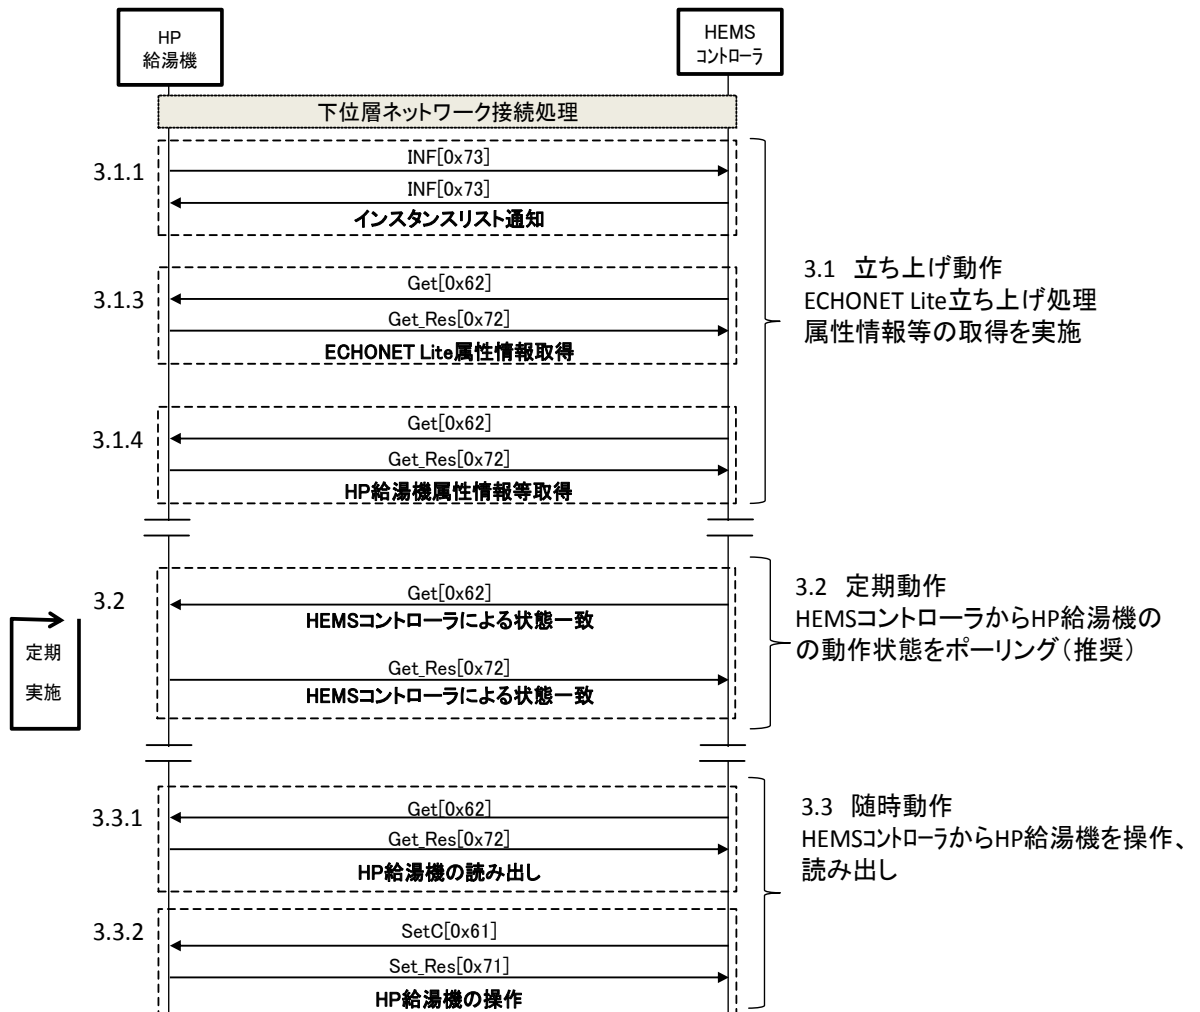 HP
給湯機
HEMS
コントローラ
下位層ネットワーク接続処理
3.1.1
INF[0x73]
INF[0x73]
インスタンスリスト通知
3.1.3
Get[0x62]
Get_Res[0x72]
ECHONET Lite属性情報取得
3.1.4
Get[0x62]
Get_Res[0x72]
HP給湯機属性情報等取得
3.1 立ち上げ動作
ECHONET Lite立ち上げ処理
属性情報等の取得を実施
3.2
Get[0x62]
HEMSコントローラによる状態一致
Get_Res[0x72]
HEMSコントローラによる状態一致
定期
実施
3.2 定期動作
HEMSコントローラからHP給湯機の
の動作状態をポーリング（推奨）
3.3.1
Get[0x62]
Get_Res[0x72]
HP給湯機の読み出し
3.3.2
SetC[0x61]
Set_Res[0x71]
HP給湯機の操作
3.3 随時動作
HEMSコントローラからHP給湯機を操作、
読み出し